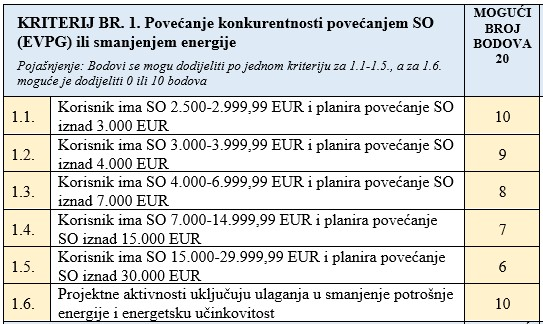 KRITERIJ BR. 1. Povećanje konkurentnosti povećanjem SO
(EVPG) ili smanjenjem energije
Pojašnjenje: Bodovi se mogu dodijeliti po jednom kriteriju za 1.1-1.5., a za 1.6.
moguće je dodijeliti 0 ili 10 bodova
MOGUĆI
BROJ
BODOVA
20
1.1.
Korisnik ima SO 2.500-2.999,99 EUR i planira povećanje SO
iznad 3.000 EUR
10
1.2.
Korisnik ima SO 3.000-3.999,99 EUR i planira povećanje SO
iznad 4.000 EUR
9
1.3.
Korisnik ima SO 4.000-6.999,99 EUR i planira povećanje SO
iznad 7.000 EUR
8
1.4.
Korisnik ima SO 7.000-14.999,99 EUR i planira povećanje
SO iznad 15.000 EUR
7
1.5.
Korisnik ima SO 15.000-29.999,99 EUR i planira povećanje
SO iznad 30.000 EUR
6
1.6.
Projektne aktivnosti uključuju ulaganja u smanjenje potrošnje
energije i energetsku učinkovitost
10